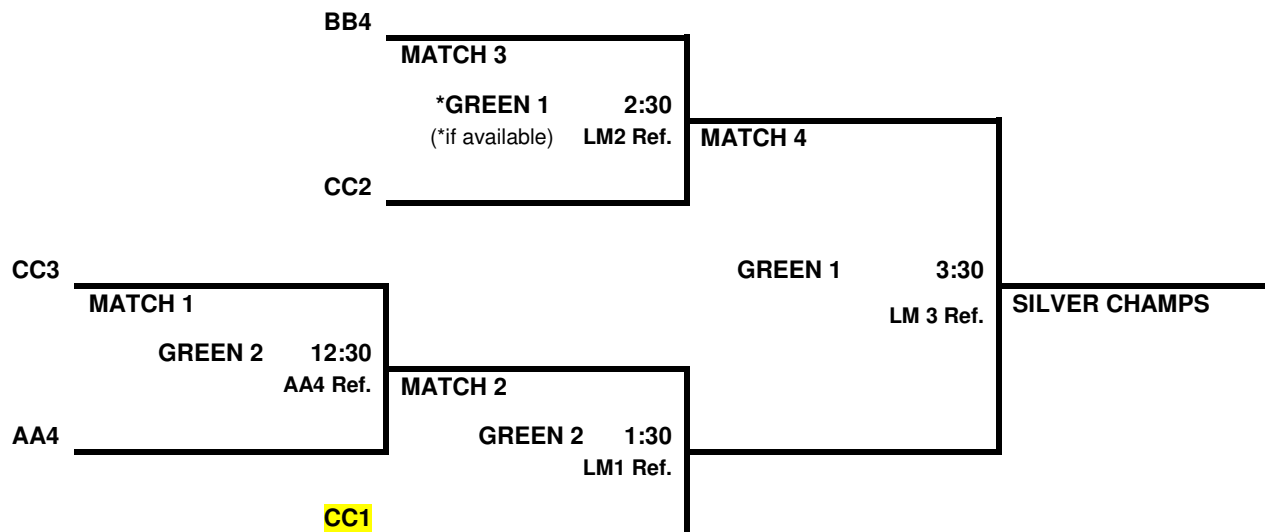 BB4
MATCH 3
*GREEN 1 2:30
(*if available) LM2 Ref.
MATCH 4
CC2
CC3
GREEN 1 3:30
MATCH 1
SILVER CHAMPS
LM 3 Ref.
GREEN 2 12:30
AA4 Ref.
MATCH 2
AA4
GREEN 2 1:30
LM1 Ref.
CC1